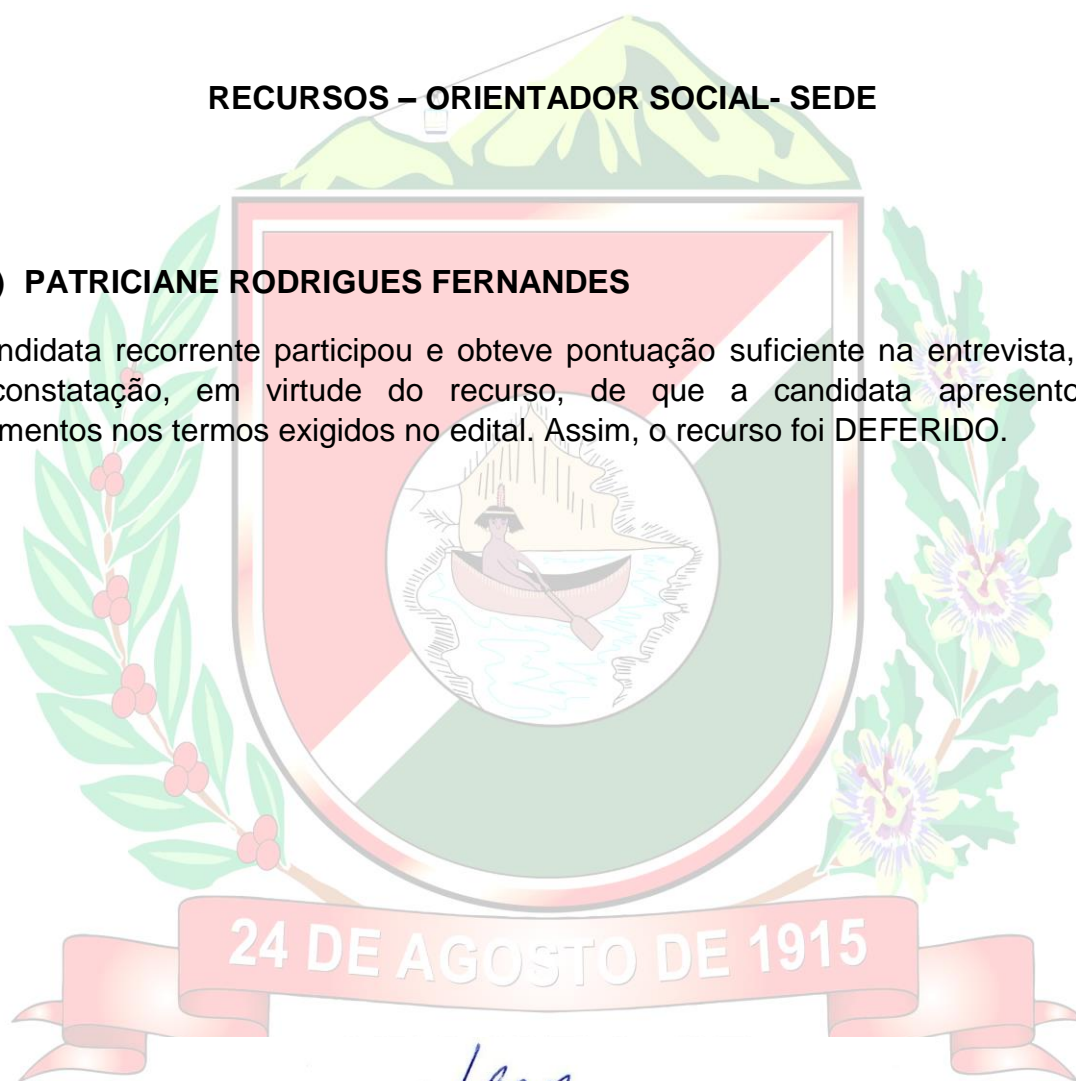 RECURSOS – ORIENTADOR SOCIAL- SEDE
) PATRICIANE RODRIGUES FERNANDES
ndidata recorrente participou e obteve pontuação suficiente na entrevista,
constatação, em virtude do recurso, de que a candidata apresento
mentos nos termos exigidos no edital. Assim, o recurso foi DEFERIDO.
24 DE AGOSTO DE 1915